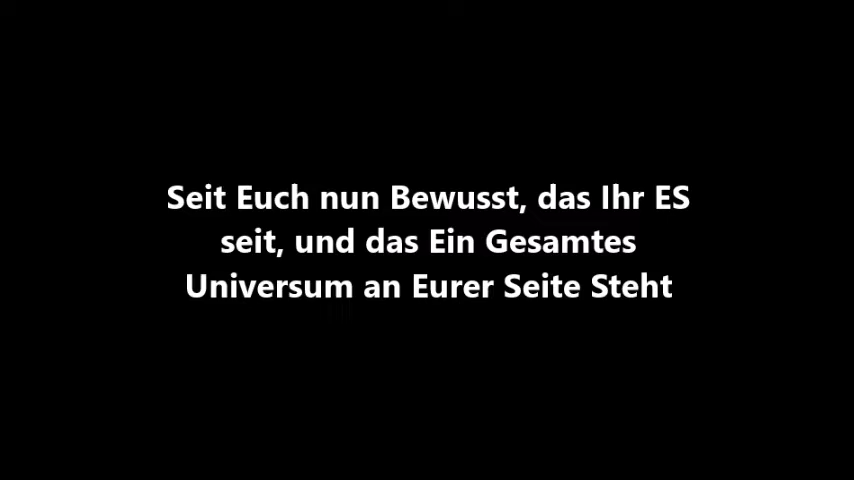 Seit Euch nun Bewusst, das Ihr ES
seit, und das Ein Gesamtes
Universum an Eurer Seite Steht